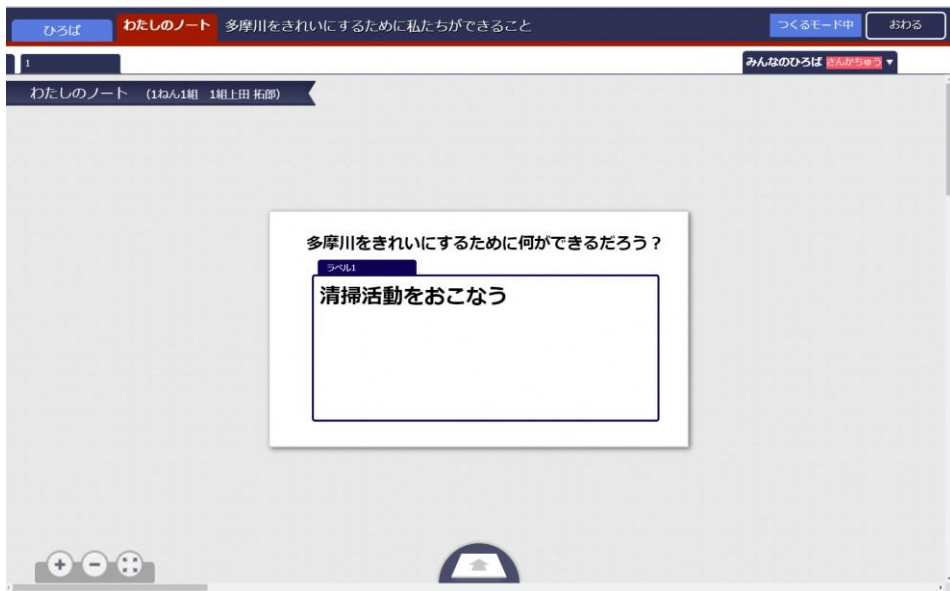 ひろば
わたしのノート
多摩川をきれいにするために私たちができること
つくるモード中
おわる
1
みんなのひろば さんかちゅう ▼
わたしのノート (1ねん1組 1組上田 拓郎)
多摩川をきれいにするために何ができるだろう？
ラベル1
清掃活動をおこなう